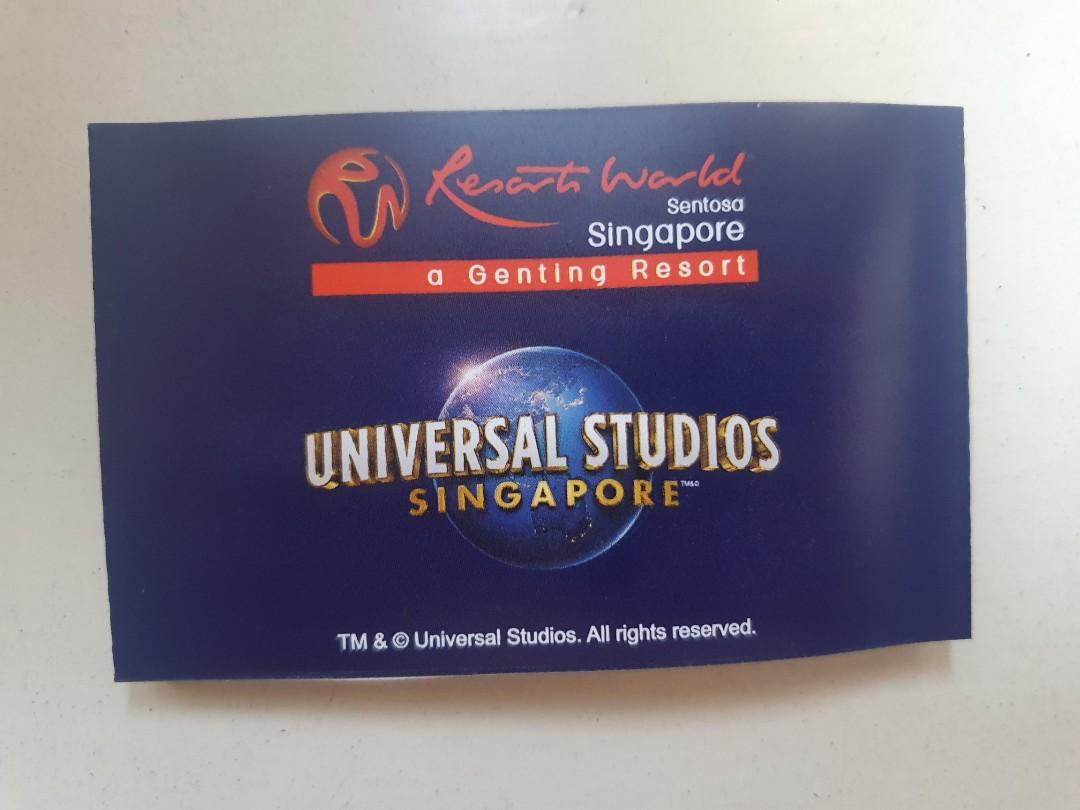 Resorts World
Sentosa
Singapore
a Genting Resort
UNIVERSAL STUDIOS
SINGAPORE
TM & © Universal Studios. All rights reserved.